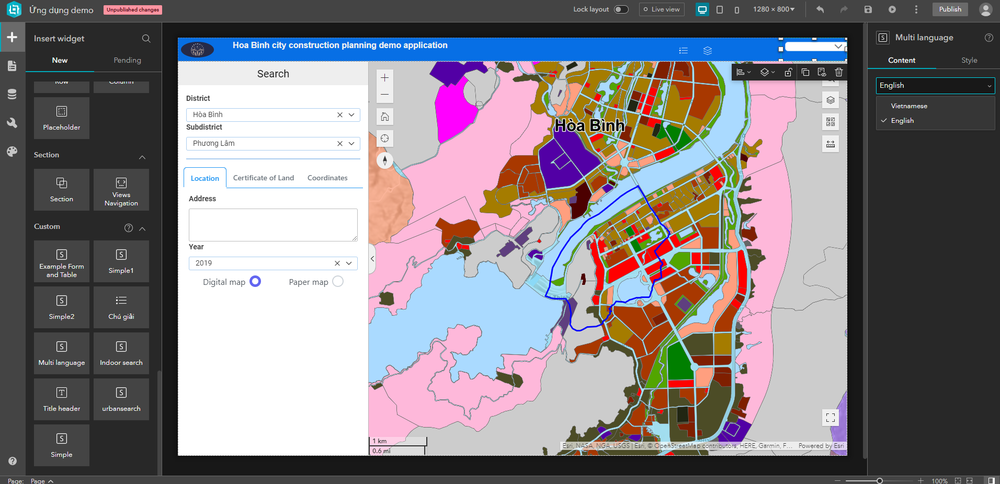 Ứng dụng demo
Unpublished changes
Lock layout
Live view
1280 × 800
Publish
Insert widget
New
Pending
Row
Column
Placeholder
Section
Section
Views
Navigation
Custom
Example Form
and Table
Simple1
Simple2
Chú giải
Multi language
Indoor search
Title header
urbansearch
Simple
Hoa Binh city construction planning demo application
Search
District
Hòa Bình
Subdistrict
Phương Lâm
Location
Certificate of Land
Coordinates
Address
Year
2019
Digital map
Paper map
Hòa Bình
1 km
0.6 mi
Esri, NASA, NGA, USGS | Esri, © OpenStreetMap contributors, HERE, Garmin, F...
Powered by Esri
Multi language
Content
Style
English
Vietnamese
English
Page:
Page
100%